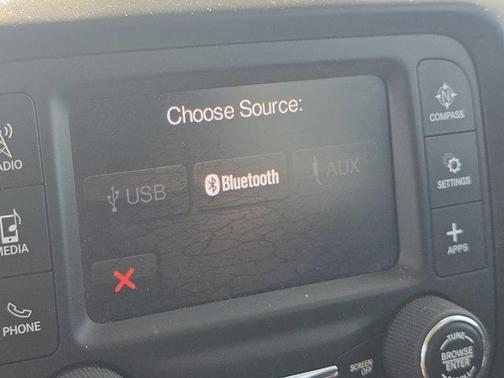 Choose Source:
USB
Bluetooth
AUX
COMPASS
SETTINGS
APPS
MEDIA
PHONE
SCREEN
OFF
TUNE
BROWSE
ENTER